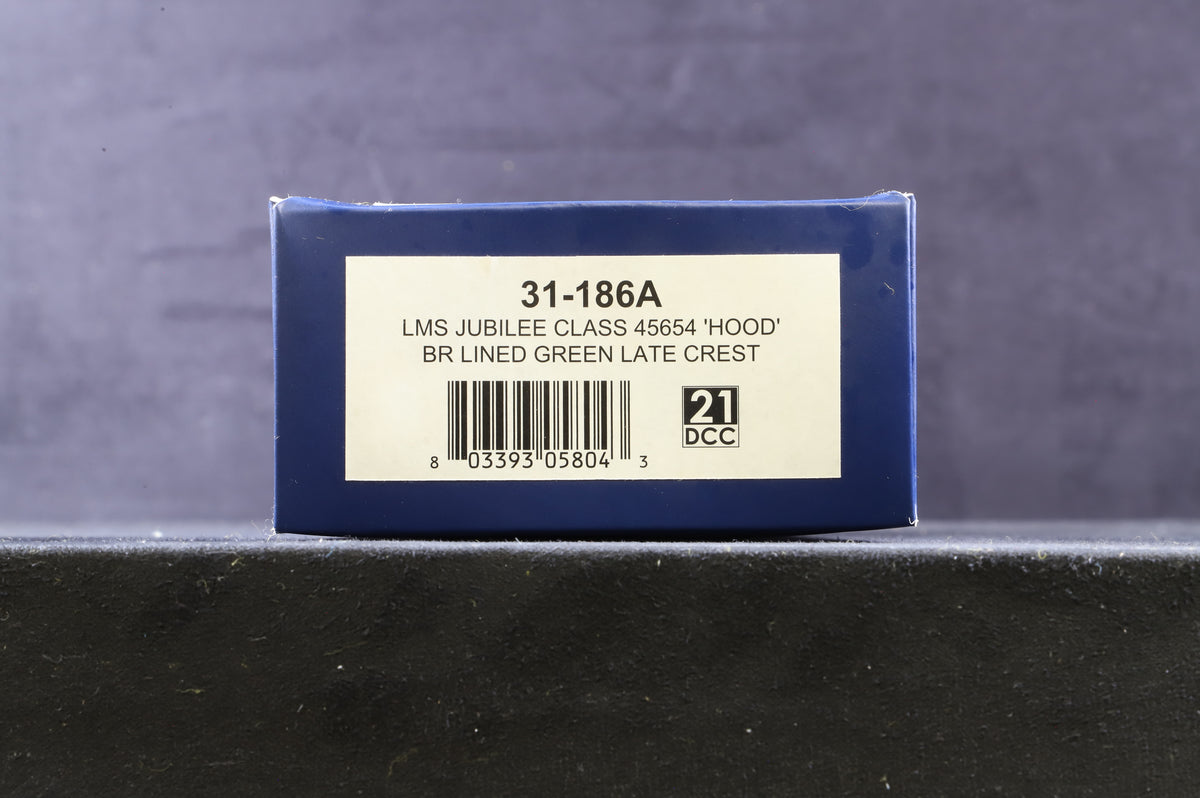 31-186A
LMS JUBILEE CLASS 45654 'HOOD'
BR LINED GREEN LATE CREST
21
DCC
8 03393 05804 3